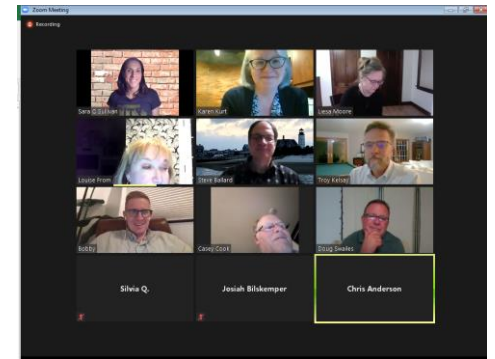 Zoom Meeting
Recording
Sara G Sullivan
Karen Kurt
Liesa Moore
Louise From
Steve Ballard
Troy Kelsay
Bobby
Casey Cook
Doug Swailes
Silvia Q.
Josiah Bilskemper
Chris Anderson